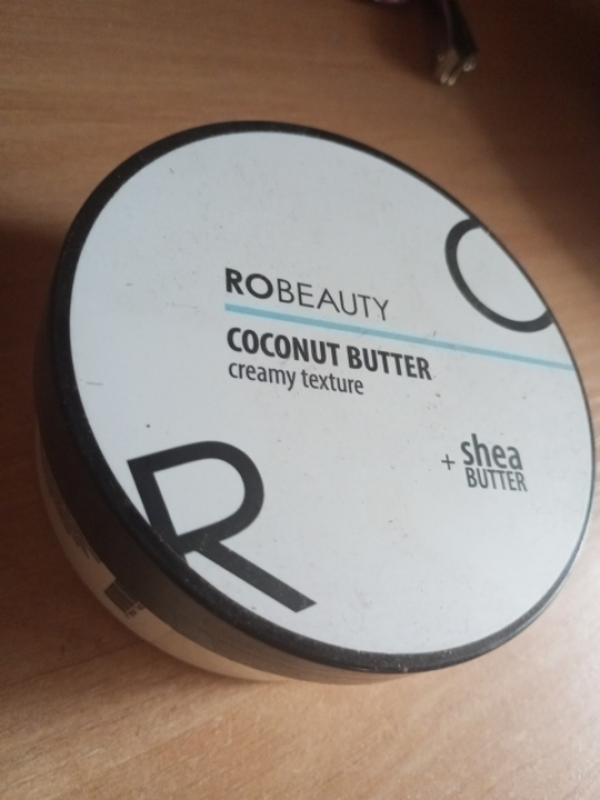 O
ROBEAUTY
COCONUT BUTTER
creamy texture
+ shea
BUTTER
R